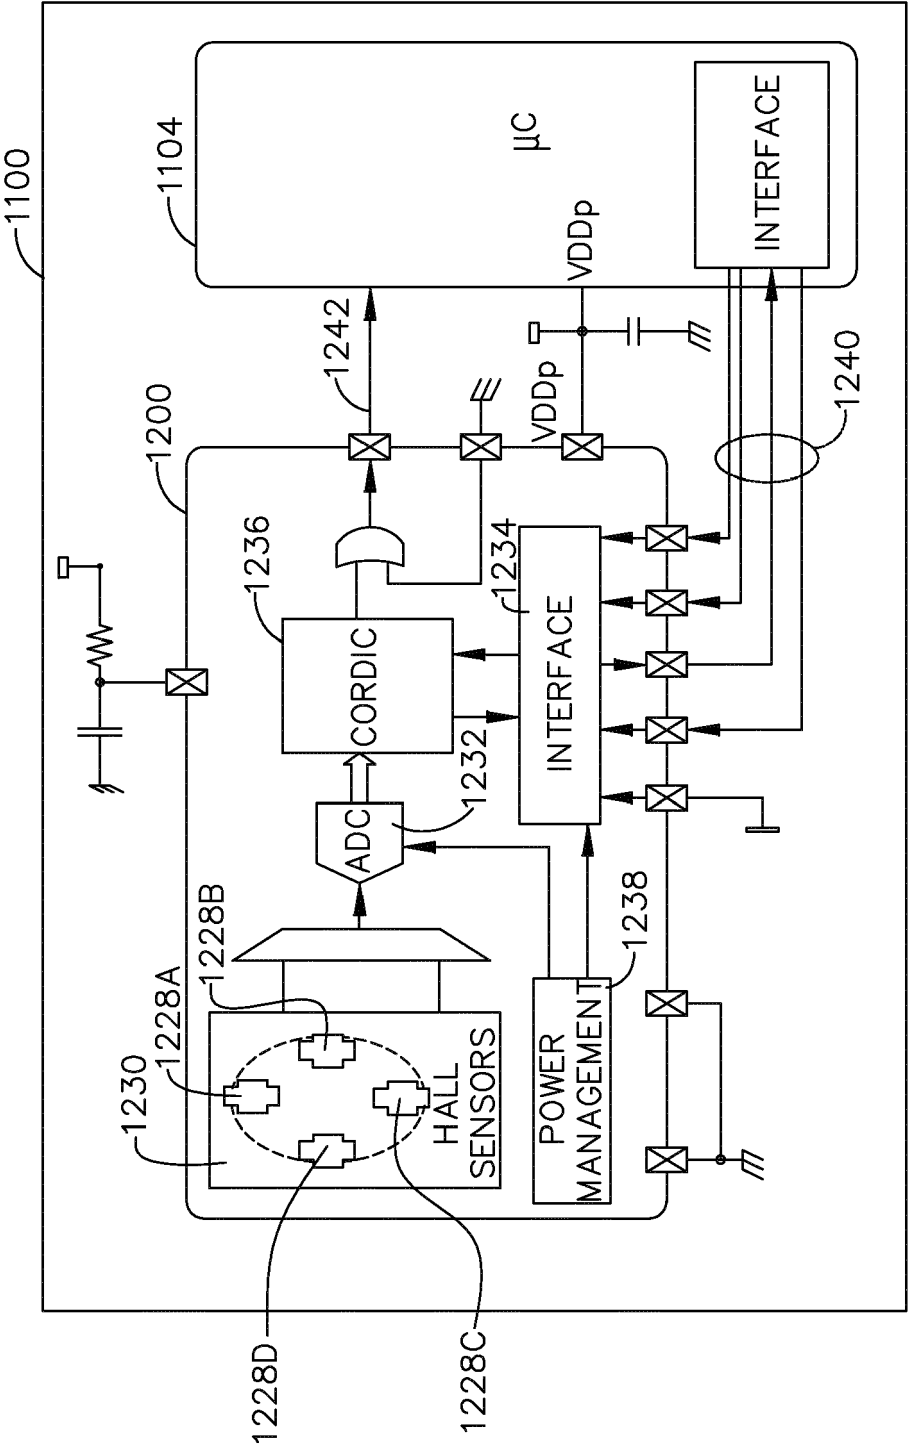 1100
1104
µC
INTERFACE
VDDp
1242
1240
1200
VDDp
1236
1234
CORDIC
INTERFACE
1232
ADC
1228B
1238
1228A
1230
HALL
SENSORS
POWER
MANAGEMENT
1228D
1228C